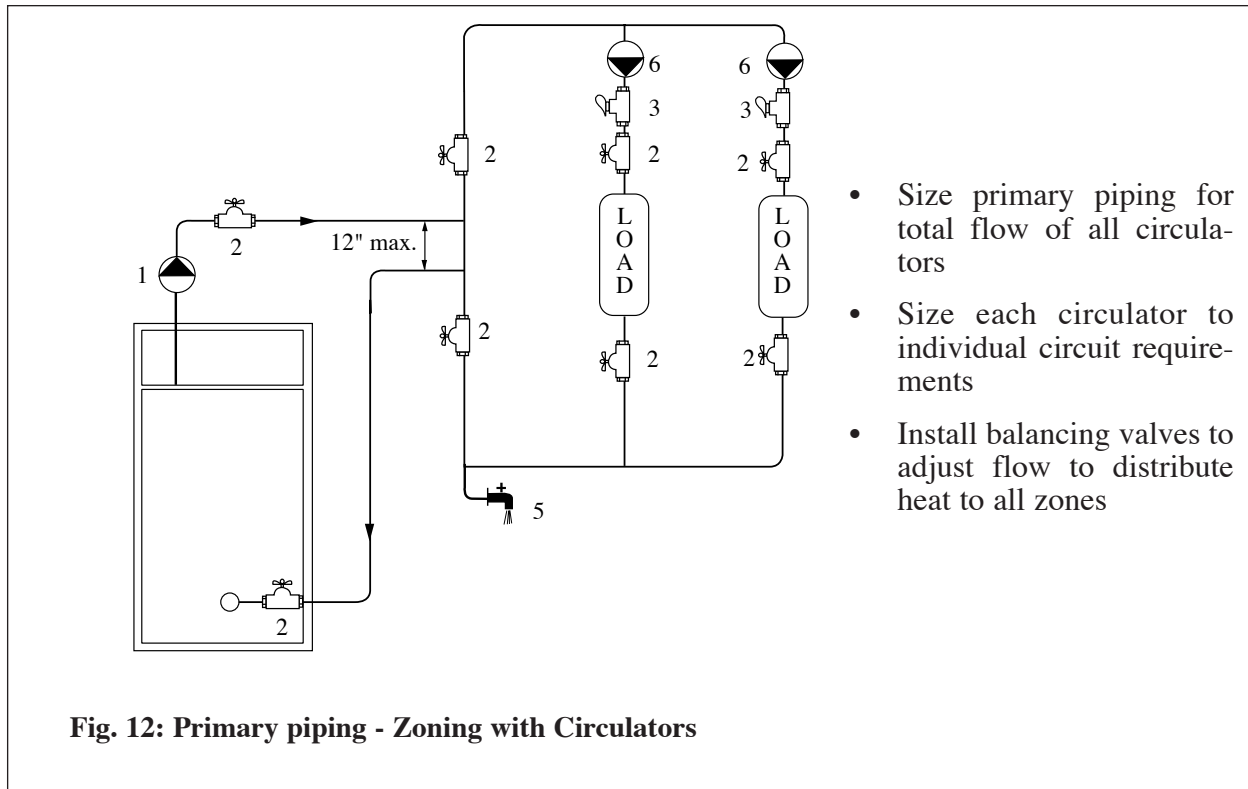 6
6
3
3
2
2
2
2
12" max.
1
LOAD
LOAD
2
2
2
5
2
• Size primary piping for
total flow of all circula-
tors
• Size each circulator to
individual circuit require-
ments
• Install balancing valves to
adjust flow to distribute
heat to all zones
Fig. 12: Primary piping - Zoning with Circulators